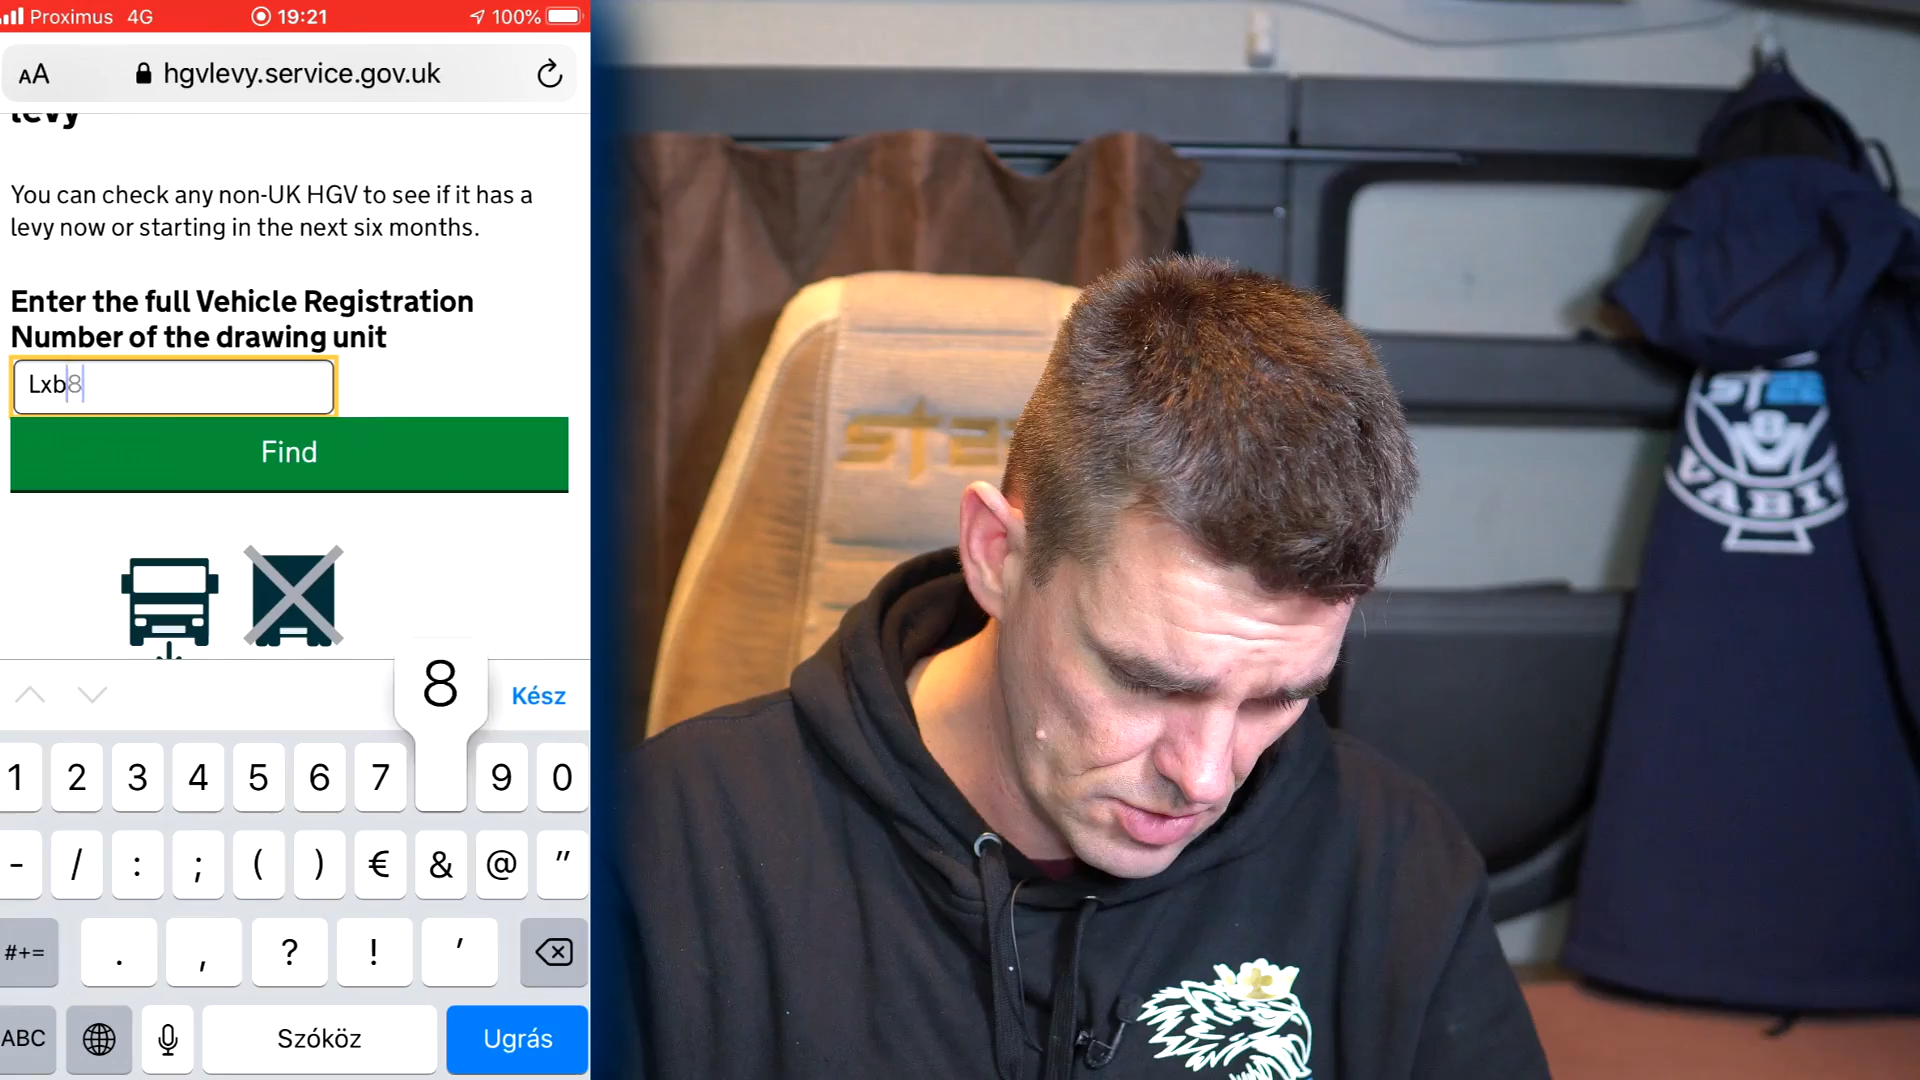 Proximus 4G 19:21 100%
AA hgvlevy.service.gov.uk
levy
You can check any non-UK HGV to see if it has a
levy now or starting in the next six months.
Enter the full Vehicle Registration
Number of the drawing unit
Lxb8
Find
8
Kész
1 2 3 4 5 6 7 9 0
- / : ; ( ) € & @ "
#+= . , ? ! ’
ABC Szóköz Ugrás
ST26
8
VABI